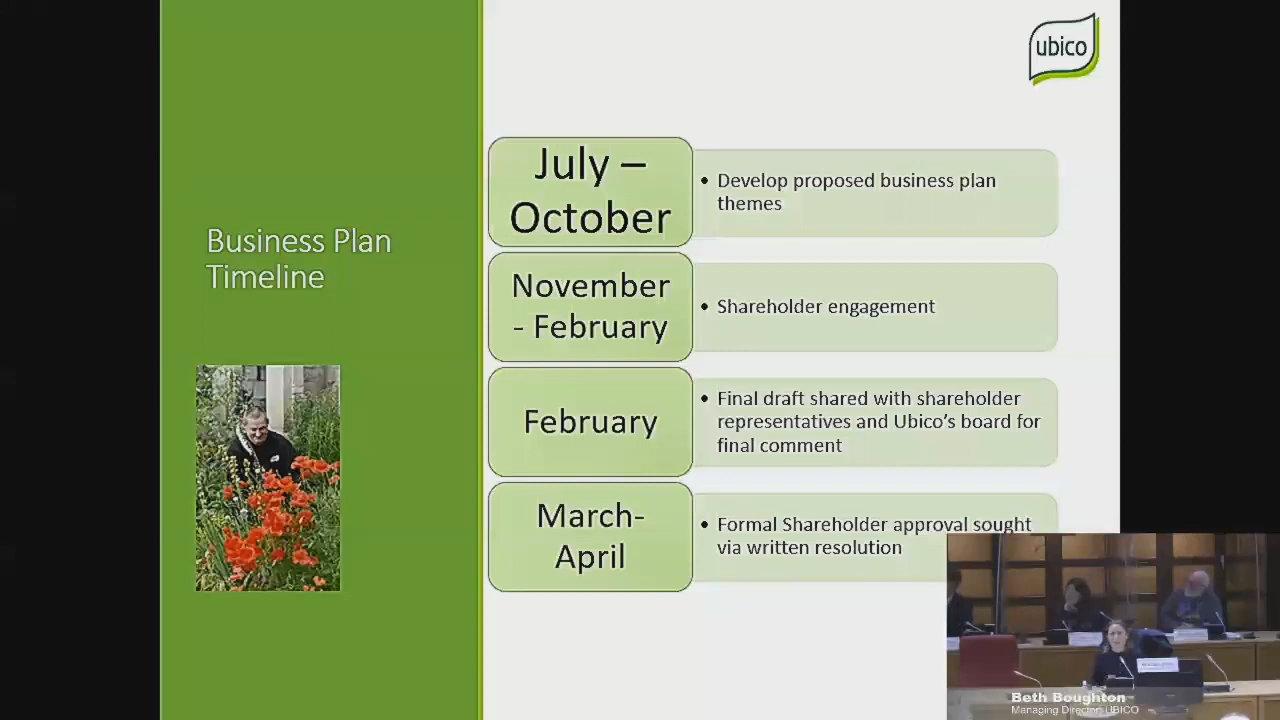 ubico
Business Plan
Timeline
July –
October
• Develop proposed business plan
themes
November
- February
• Shareholder engagement
February
• Final draft shared with shareholder
representatives and Ubico's board for
final comment
March-
April
• Formal Shareholder approval sought
via written resolution
Beth Boughton
Managing Director, UBICO